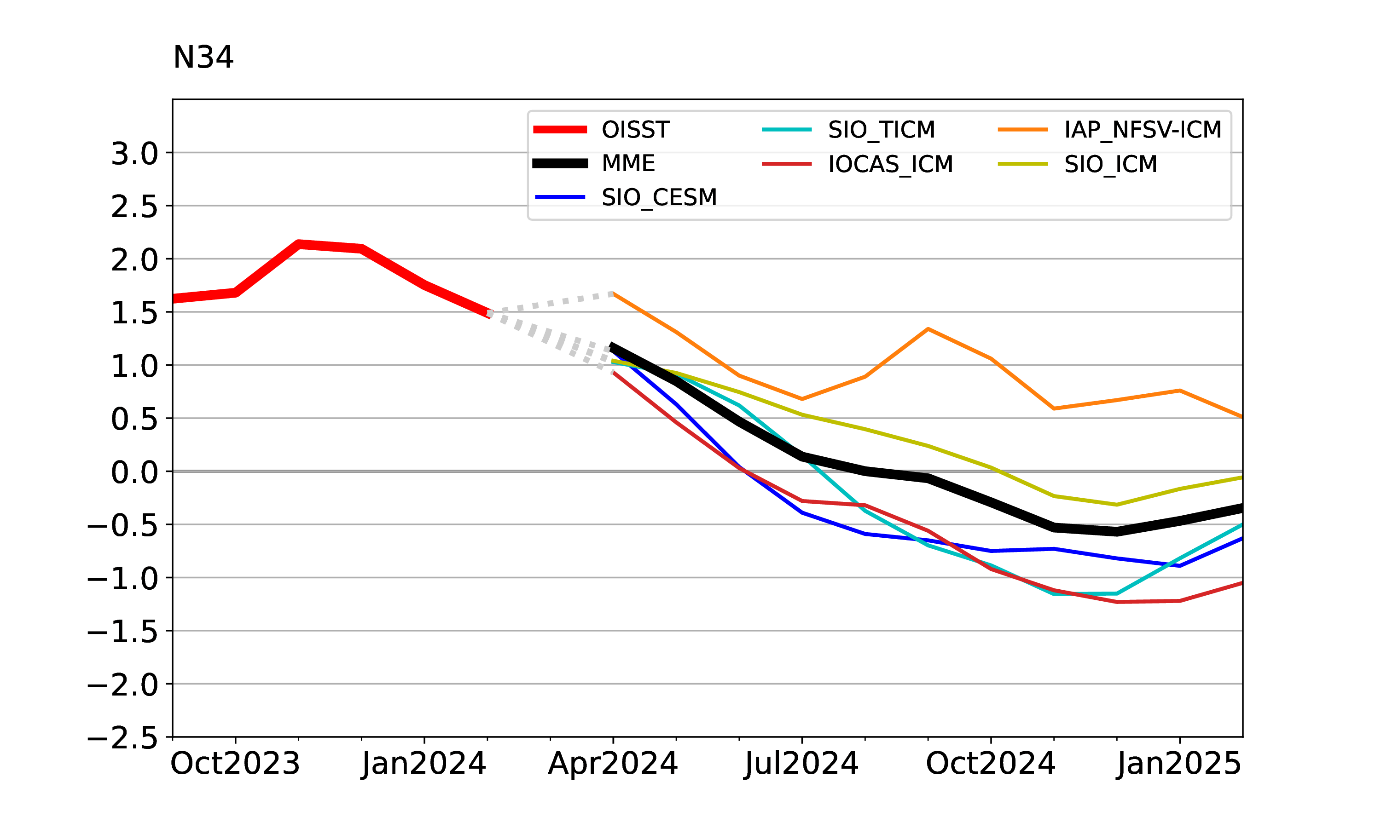 N34
OISST
MME
SIO_CESM
SIO_TICM
IOCAS_ICM
IAP_NFSV-ICM
SIO_ICM
3.0
2.5
2.0
1.5
1.0
0.5
0.0
−0.5
−1.0
−1.5
−2.0
−2.5
Oct2023 Jan2024 Apr2024 Jul2024 Oct2024 Jan2025